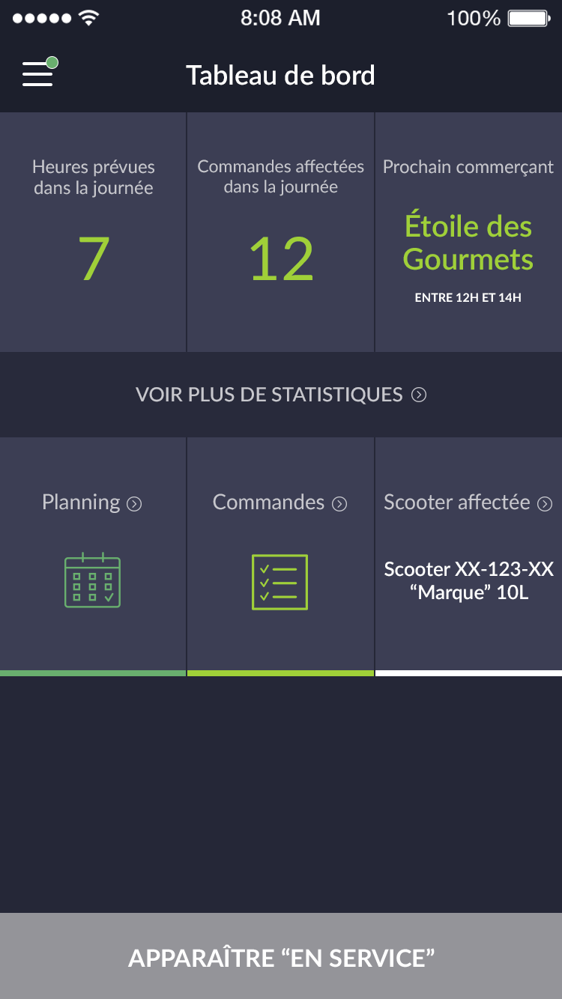 8:08 AM
100%
Tableau de bord
Heures prévues
dans la journée
7
Commandes affectées
dans la journée
12
Prochain commerçant
Étoile des
Gourmets
ENTRE 12H ET 14H
VOIR PLUS DE STATISTIQUES
Planning
Commandes
Scooter affectée
Scooter XX-123-XX
“Marque” 10L
APPARAÎTRE “EN SERVICE”